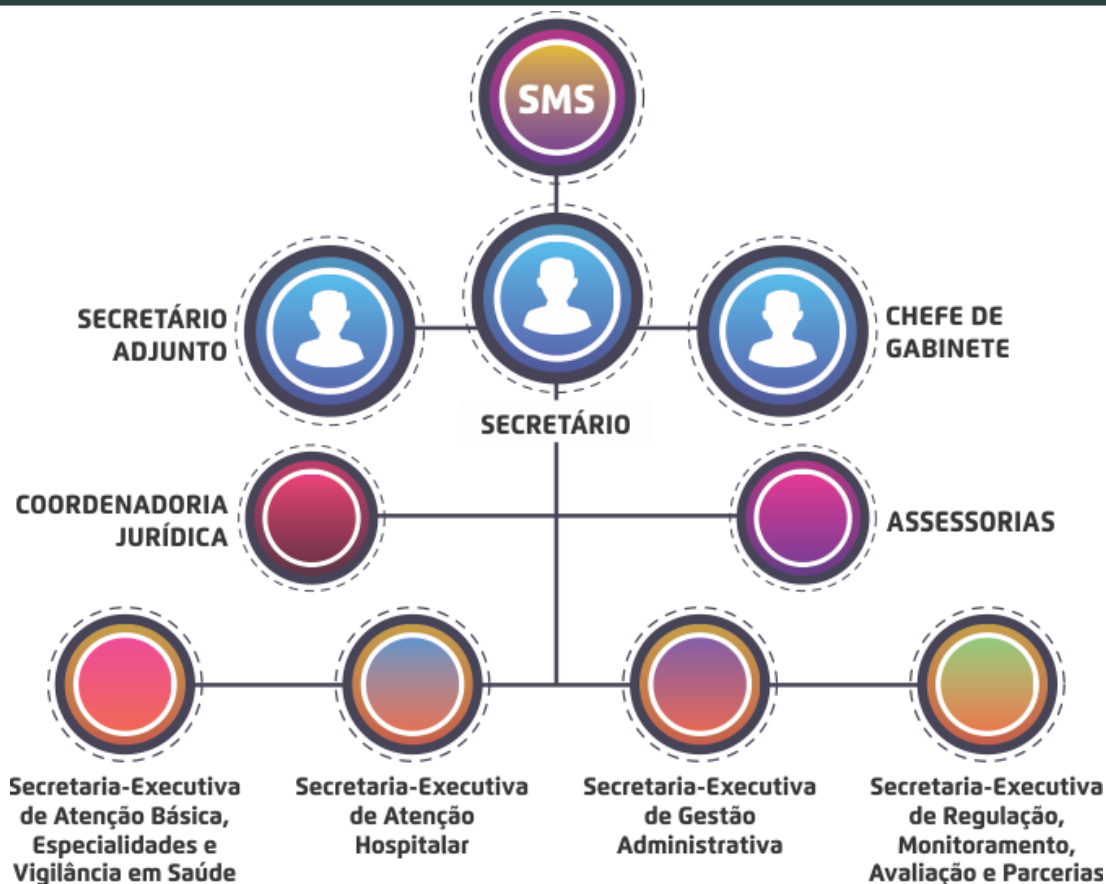 SMS
SECRETÁRIO
ADJUNTO
SECRETÁRIO
CHEFE DE
GABINETE
COORDENADORIA
JURÍDICA
ASSESSORIAS
Secretaria-Executiva
de Atenção Básica,
Especialidades e
Vigilância em Saúde
Secretaria-Executiva
de Atenção
Hospitalar
Secretaria-Executiva
de Gestão
Administrativa
Secretaria-Executiva
de Regulação,
Monitoramento,
Avaliação e Parcerias